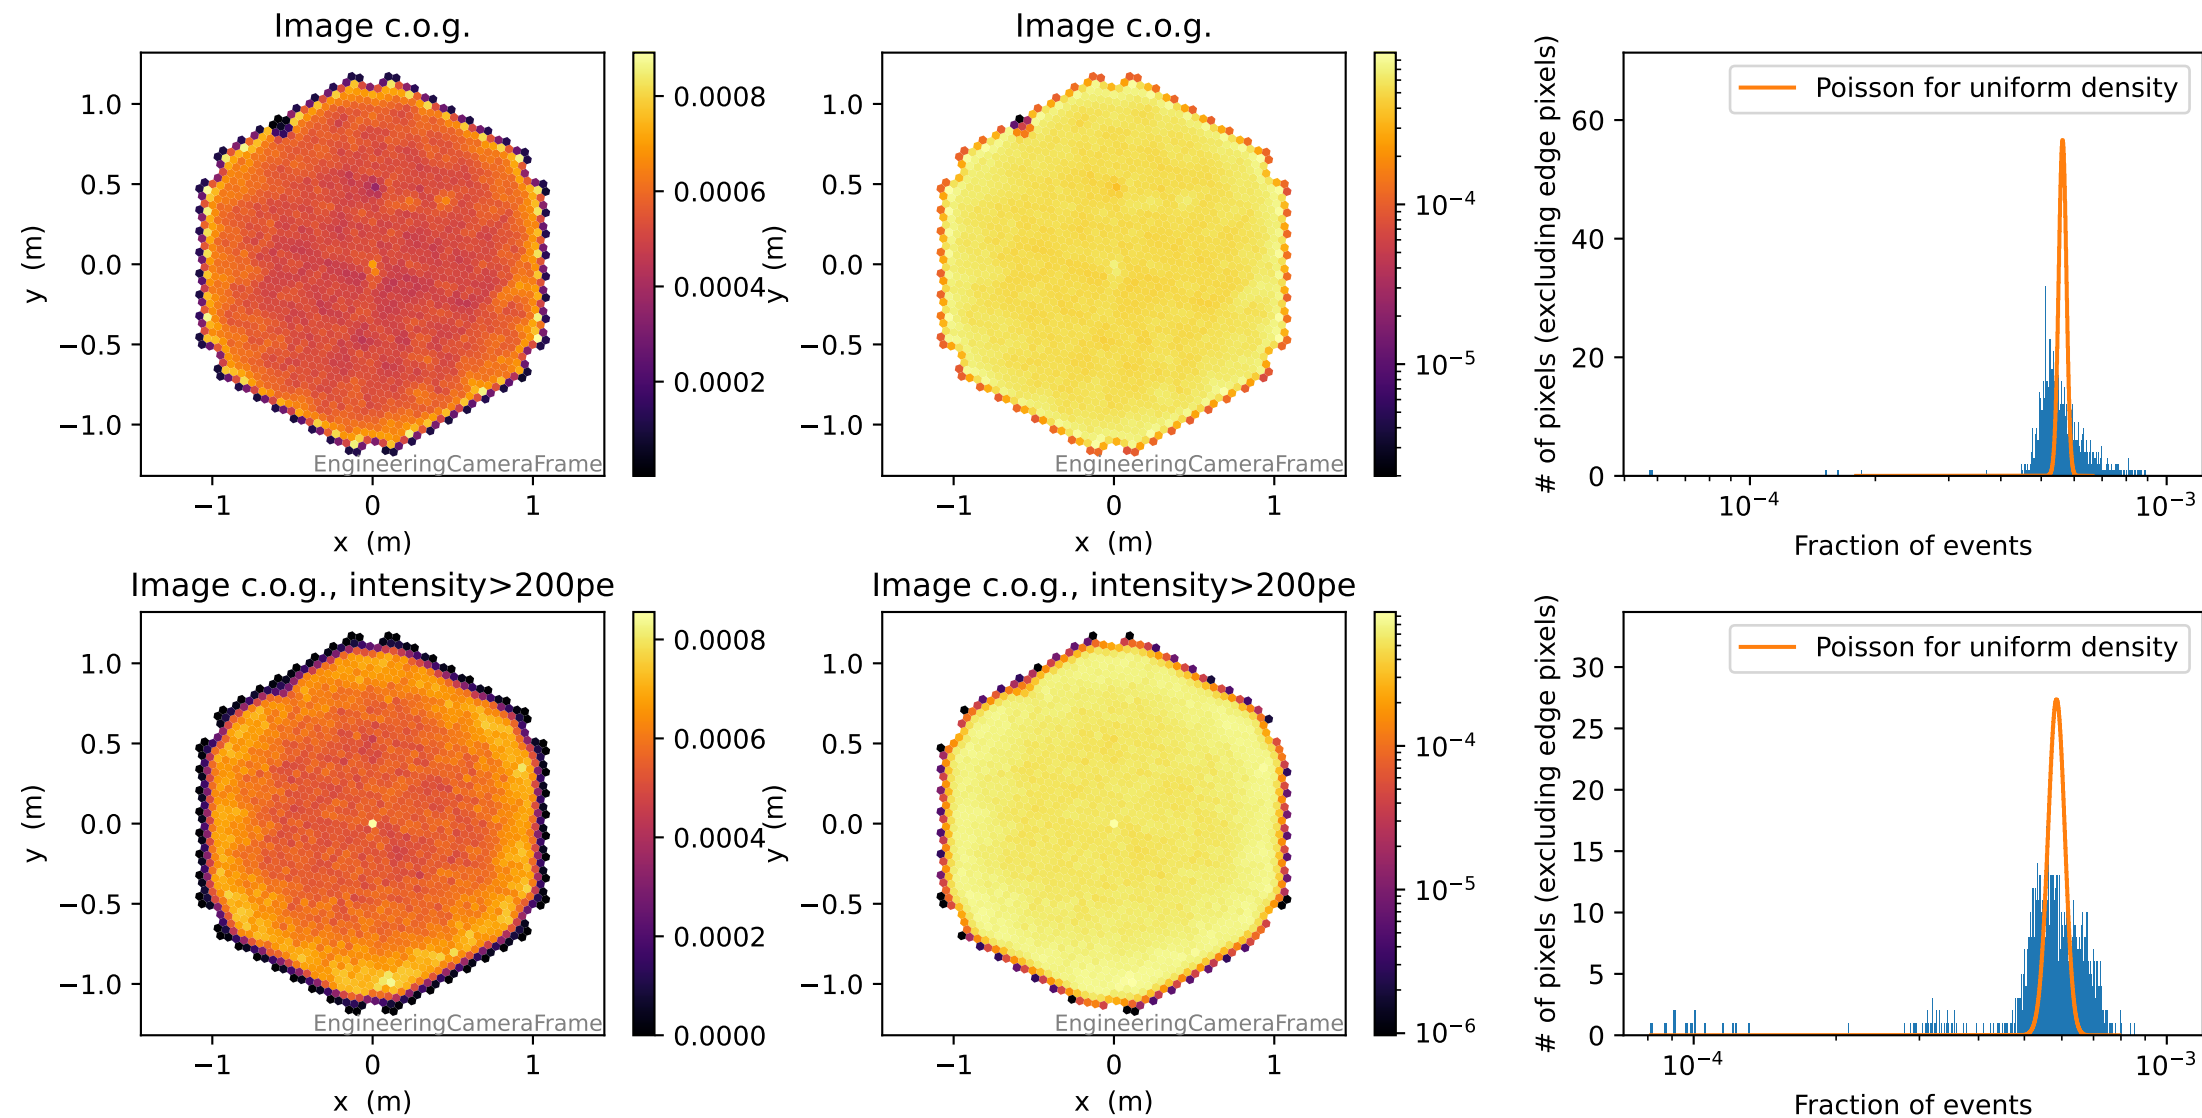 Image c.o.g.
y (m)
1.0
0.5
0.0
−0.5
−1.0
−1
0
1
x (m)
EngineeringCameraFrame
0.0008
0.0006
0.0004
0.0002
Image c.o.g.
y (m)
1.0
0.5
0.0
−0.5
−1.0
−1
0
1
x (m)
EngineeringCameraFrame
10−4
10−5
# of pixels (excluding edge pixels)
60
40
20
0
Poisson for uniform density
10−4
10−3
Fraction of events
Image c.o.g., intensity>200pe
y (m)
1.0
0.5
0.0
−0.5
−1.0
−1
0
1
x (m)
EngineeringCameraFrame
0.0008
0.0006
0.0004
0.0002
0.0000
Image c.o.g., intensity>200pe
y (m)
1.0
0.5
0.0
−0.5
−1.0
−1
0
1
x (m)
EngineeringCameraFrame
10−4
10−5
10−6
# of pixels (excluding edge pixels)
30
25
20
15
10
5
0
Poisson for uniform density
10−4
10−3
Fraction of events